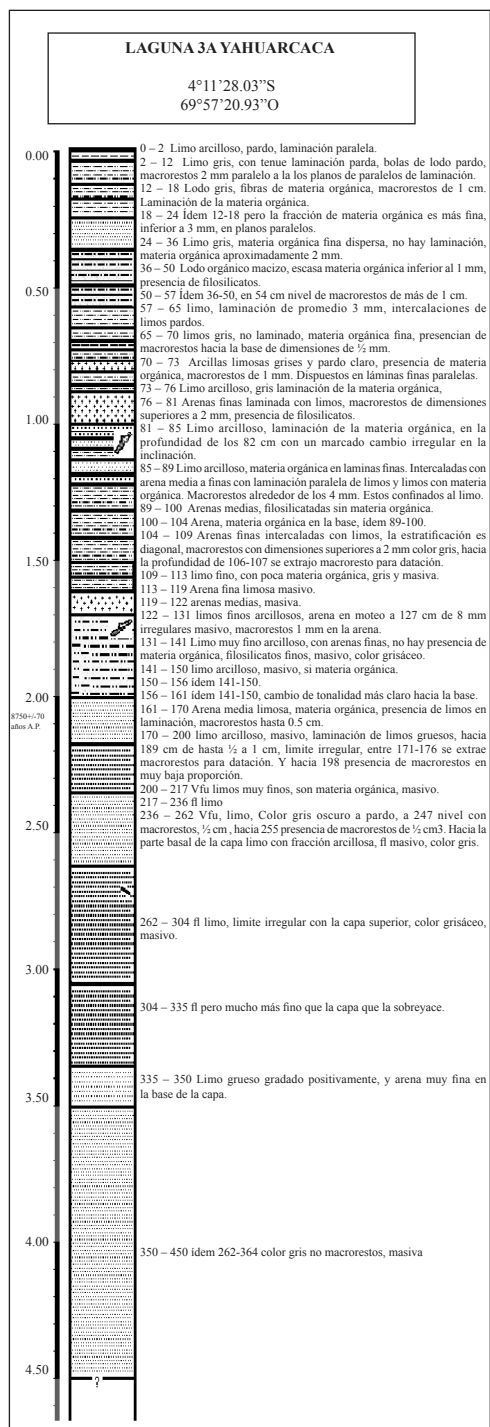 LAGUNA 3A YAHUARCACA
4°11’28.03”S
69°57’20.93”O
0.00
0 – 2 Limo arcilloso, pardo, laminación paralela.
2 – 12 Limo gris, con tenue laminación parda, bolas de lodo pardo,
macrorestos 2 mm paralelo a la los planos de paralelos de laminación.
12 – 18 Lodo gris, fibras de materia orgánica, macrorestos de 1 cm.
Laminación de la materia orgánica.
18 – 24 Ídem 12-18 pero la fracción de materia orgánica es más fina,
inferior a 3 mm, en planos paralelos.
24 – 36 Limo gris, materia orgánica fina dispersa, no hay laminación,
materia orgánica aproximadamente 2 mm.
36 – 50 Lodo orgánico macizo, escasa materia orgánica inferior al 1 mm,
presencia de filosilicatos.
0.50
50 – 57 Ídem 36-50, en 54 cm nivel de macrorestos de más de 1 cm.
57 – 65 limo, laminación de promedio 3 mm, intercalaciones de
limos pardos.
65 – 70 limos gris, no laminado, materia orgánica fina, presencian de
macrorestos hacia la base de dimensiones de ½ mm.
70 – 73 Arcillas limosas grises y pardo claro, presencia de materia
orgánica, macrorestos de 1 mm. Dispuestos en láminas finas paralelas.
73 – 76 Limo arcilloso, gris laminación de la materia orgánica,
76 – 81 Arenas finas laminada con limos, macrorestos de dimensiones
superiores a 2 mm, presencia de filosilicatos.
1.00
81 – 85 Limo arcilloso, laminación de la materia orgánica, en la
profundidad de los 82 cm con un marcado cambio irregular en la
inclinación.
85 – 89 Limo arcilloso, materia orgánica en laminas finas. Intercaladas con
arena media a finas con laminación paralela de limos y limos con materia
orgánica. Macrorestos alrededor de los 4 mm. Estos confinados al limo.
89 – 100 Arenas medias, filosilicatadas sin materia orgánica.
100 – 104 Arena, materia orgánica en la base, ídem 89-100.
104 – 109 Arenas finas intercaladas con limos, la estratificación es
diagonal, macrorestos con dimensiones superiores a 2 mm color gris, hacia
la profundidad de 106-107 se extrajo macroresto para datación.
1.50
109 – 113 limo fino, con poca materia orgánica, gris y masiva.
113 – 119 Arena fina limosa masivo.
119 – 122 arenas medias, masiva.
122 – 131 limos finos arcillosos, arena en moteo a 127 cm de 8 mm
irregulares masivo, macrorestos 1 mm en la arena.
131 – 141 Limo muy fino arcilloso, con arenas finas, no hay presencia de
materia orgánica, filosilicatos finos, masivo, color grisáceo.
141 – 150 limo arcilloso, masivo, si materia orgánica.
150 – 156 ídem 141-150.
2.00
156 – 161 ídem 141-150, cambio de tonalidad más claro hacia la base.
161 – 170 Arena media limosa, materia orgánica, presencia de limos en
laminación, macrorestos hasta 0.5 cm.
8750+/-70
años A.P.
170 – 200 limo arcilloso, masivo, laminación de limos gruesos, hacia
189 cm de hasta ½ a 1 cm, limite irregular, entre 171-176 se extrae
macrorestos para datación. Y hacia 198 presencia de macrorestos en
muy baja proporción.
200 – 217 Vfu limos muy finos, son materia orgánica, masivo.
217 – 236 fl limo
2.50
236 – 262 Vfu, limo, Color gris oscuro a pardo, a 247 nivel con
macrorestos, ½ cm , hacia 255 presencia de macrorestos de ½ cm3. Hacia la
parte basal de la capa limo con fracción arcillosa, fl masivo, color gris.
262 – 304 fl limo, limite irregular con la capa superior, color grisáceo,
masivo.
3.00
304 – 335 fl pero mucho más fino que la capa que la sobreyace.
335 – 350 Limo grueso gradado positivamente, y arena muy fina en
la base de la capa.
3.50
4.00
350 – 450 ídem 262-364 color gris no macrorestos, masiva
4.50
?